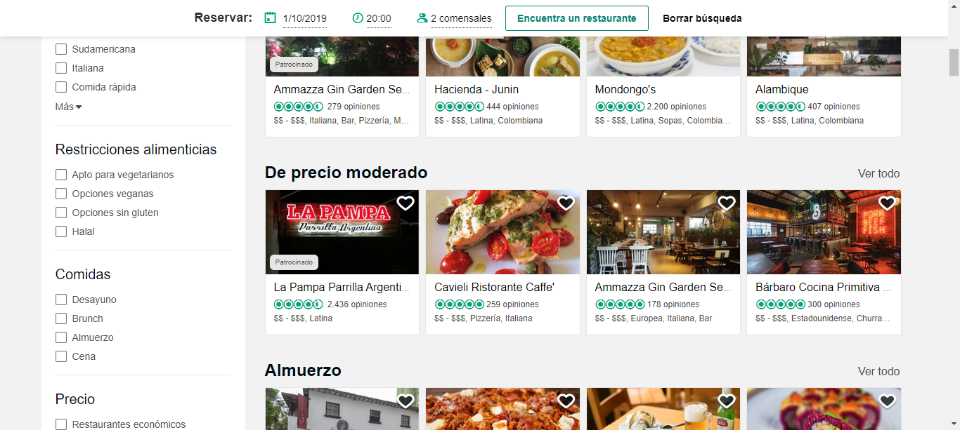 Reservar:
1/10/2019
20:00
2 comensales
Encuentra un restaurante
Borrar búsqueda
Sudamericana
Italiana
Comida rápida
Más
Restricciones alimenticias
Apto para vegetarianos
Opciones veganas
Opciones sin gluten
Halal
Comidas
Desayuno
Brunch
Almuerzo
Cena
Precio
Restaurantes económicos
Patrocinado
Ammazza Gin Garden Se...
279 opiniones
$$ - $$$, Italiana, Bar, Pizzería, M...
Hacienda - Junin
444 opiniones
$$ - $$$, Latina, Colombiana
Mondongo's
2.200 opiniones
$$ - $$$, Latina, Sopas, Colombia...
Alambique
407 opiniones
$$ - $$$, Latina, Colombiana
De precio moderado
Ver todo
LA PAMPA
Parrilla Argentina
Patrocinado
La Pampa Parrilla Argenti...
2.436 opiniones
$$ - $$$, Latina
Cavieli Ristorante Caffe'
259 opiniones
$$ - $$$, Pizzería, Italiana
Ammazza Gin Garden Se...
178 opiniones
$$ - $$$, Europea, Italiana, Bar
5
PORK
BEEF
FISH
Bárbaro Cocina Primitiva ...
300 opiniones
$$ - $$$, Estadounidense, Churra...
Almuerzo
Ver todo